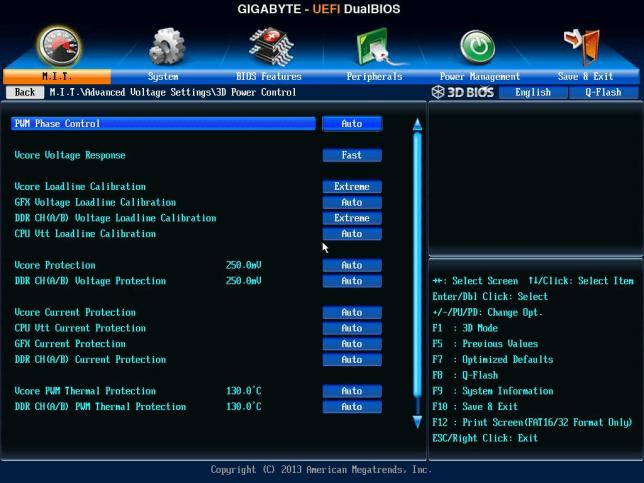 GIGABYTE - UEFI DualBIOS
M.I.T. System BIOS Features Peripherals Power Management Save & Exit
Back M.I.T.\Advanced Voltage Settings\3D Power Control 3D BIOS English Q-Flash
PWM Phase Control Auto
Vcore Voltage Response Fast
Vcore Loadline Calibration Extreme
GFX Voltage Loadline Calibration Auto
DDR CH(A/B) Voltage Loadline Calibration Extreme
CPU Vtt Loadline Calibration Auto
Vcore Protection 250.0mV Auto
DDR CH(A/B) Voltage Protection 250.0mV Auto
Vcore Current Protection Auto
CPU Vtt Current Protection Auto
GFX Current Protection Auto
DDR CH(A/B) Current Protection Auto
Vcore PWM Thermal Protection 130.0°C Auto
DDR CH(A/B) PWM Thermal Protection 130.0°C Auto
→←: Select Screen ↑↓/Click: Select Item
Enter/Dbl Click: Select
+/-/PU/PD: Change Opt.
F1 : 3D Mode
F5 : Previous Values
F7 : Optimized Defaults
F8 : Q-Flash
F9 : System Information
F10 : Save & Exit
F12 : Print Screen(FAT16/32 Format Only)
ESC/Right Click: Exit
Copyright (C) 2013 American Megatrends, Inc.